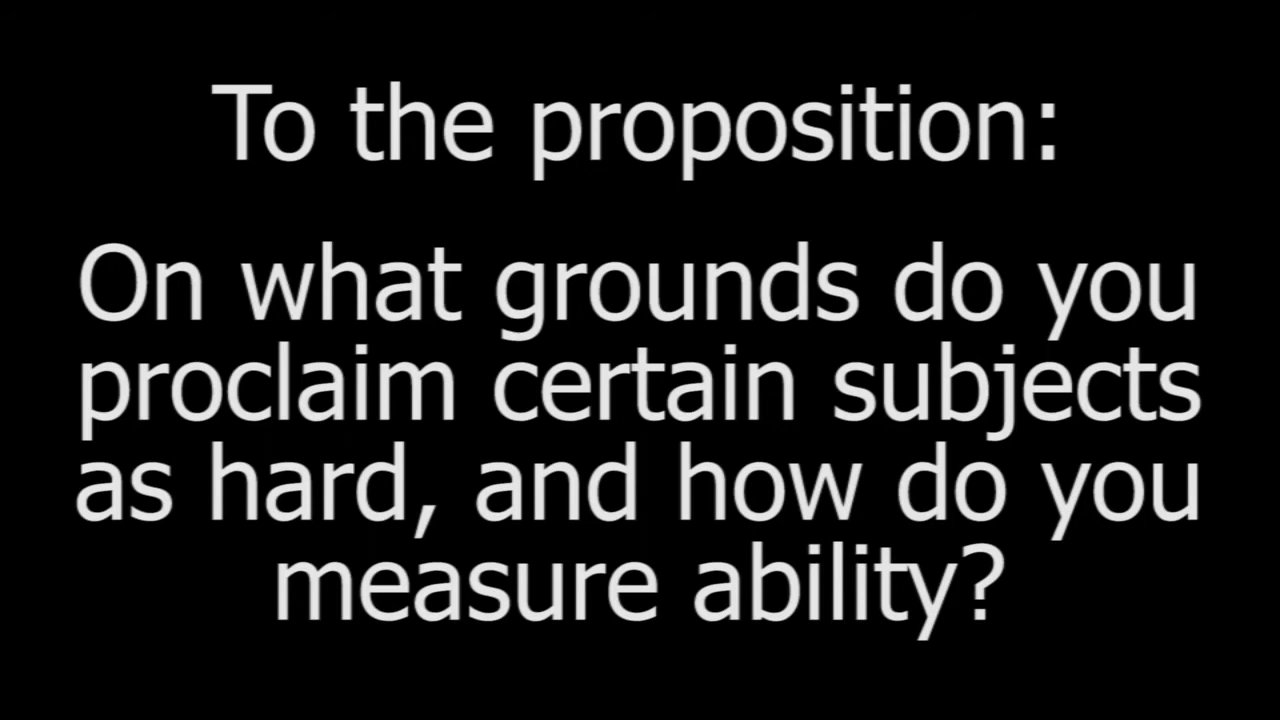 To the proposition:
On what grounds do you
proclaim certain subjects
as hard, and how do you
measure ability?